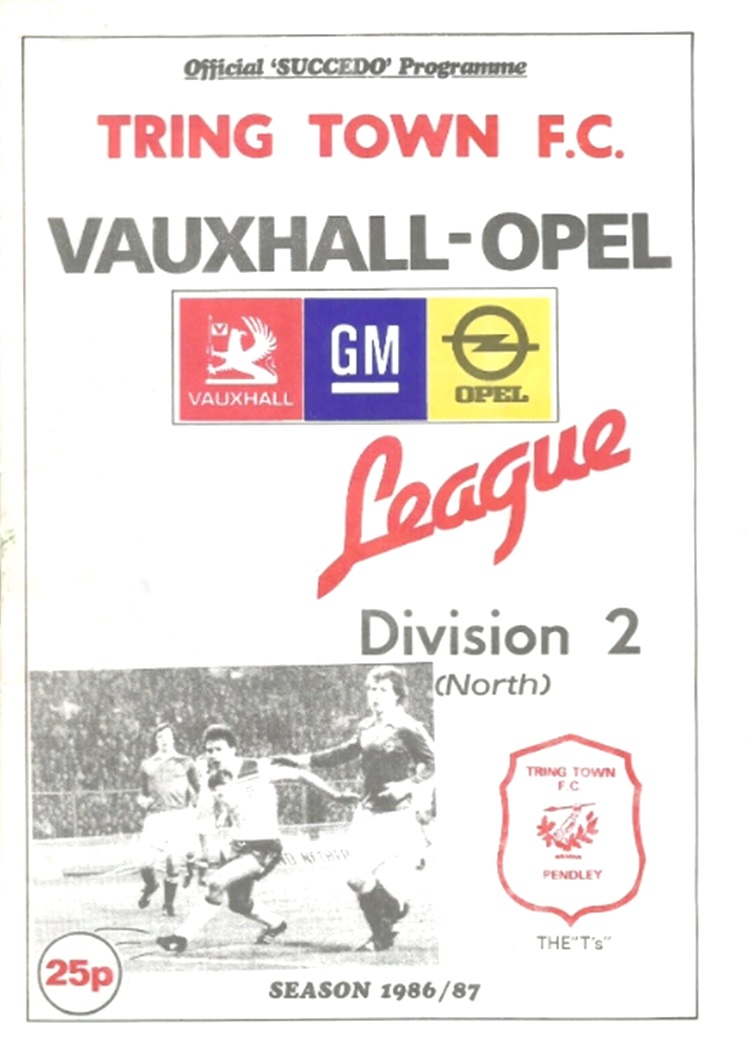 Official 'SUCCEDO' Programme
TRING TOWN F.C.
VAUXHALL-OPEL
VAUXHALL
GM
OPEL
League
Division 2
(North)
TRING TOWN
F.C.
PENDLEY
THE "T's"
25p
SEASON 1986/87